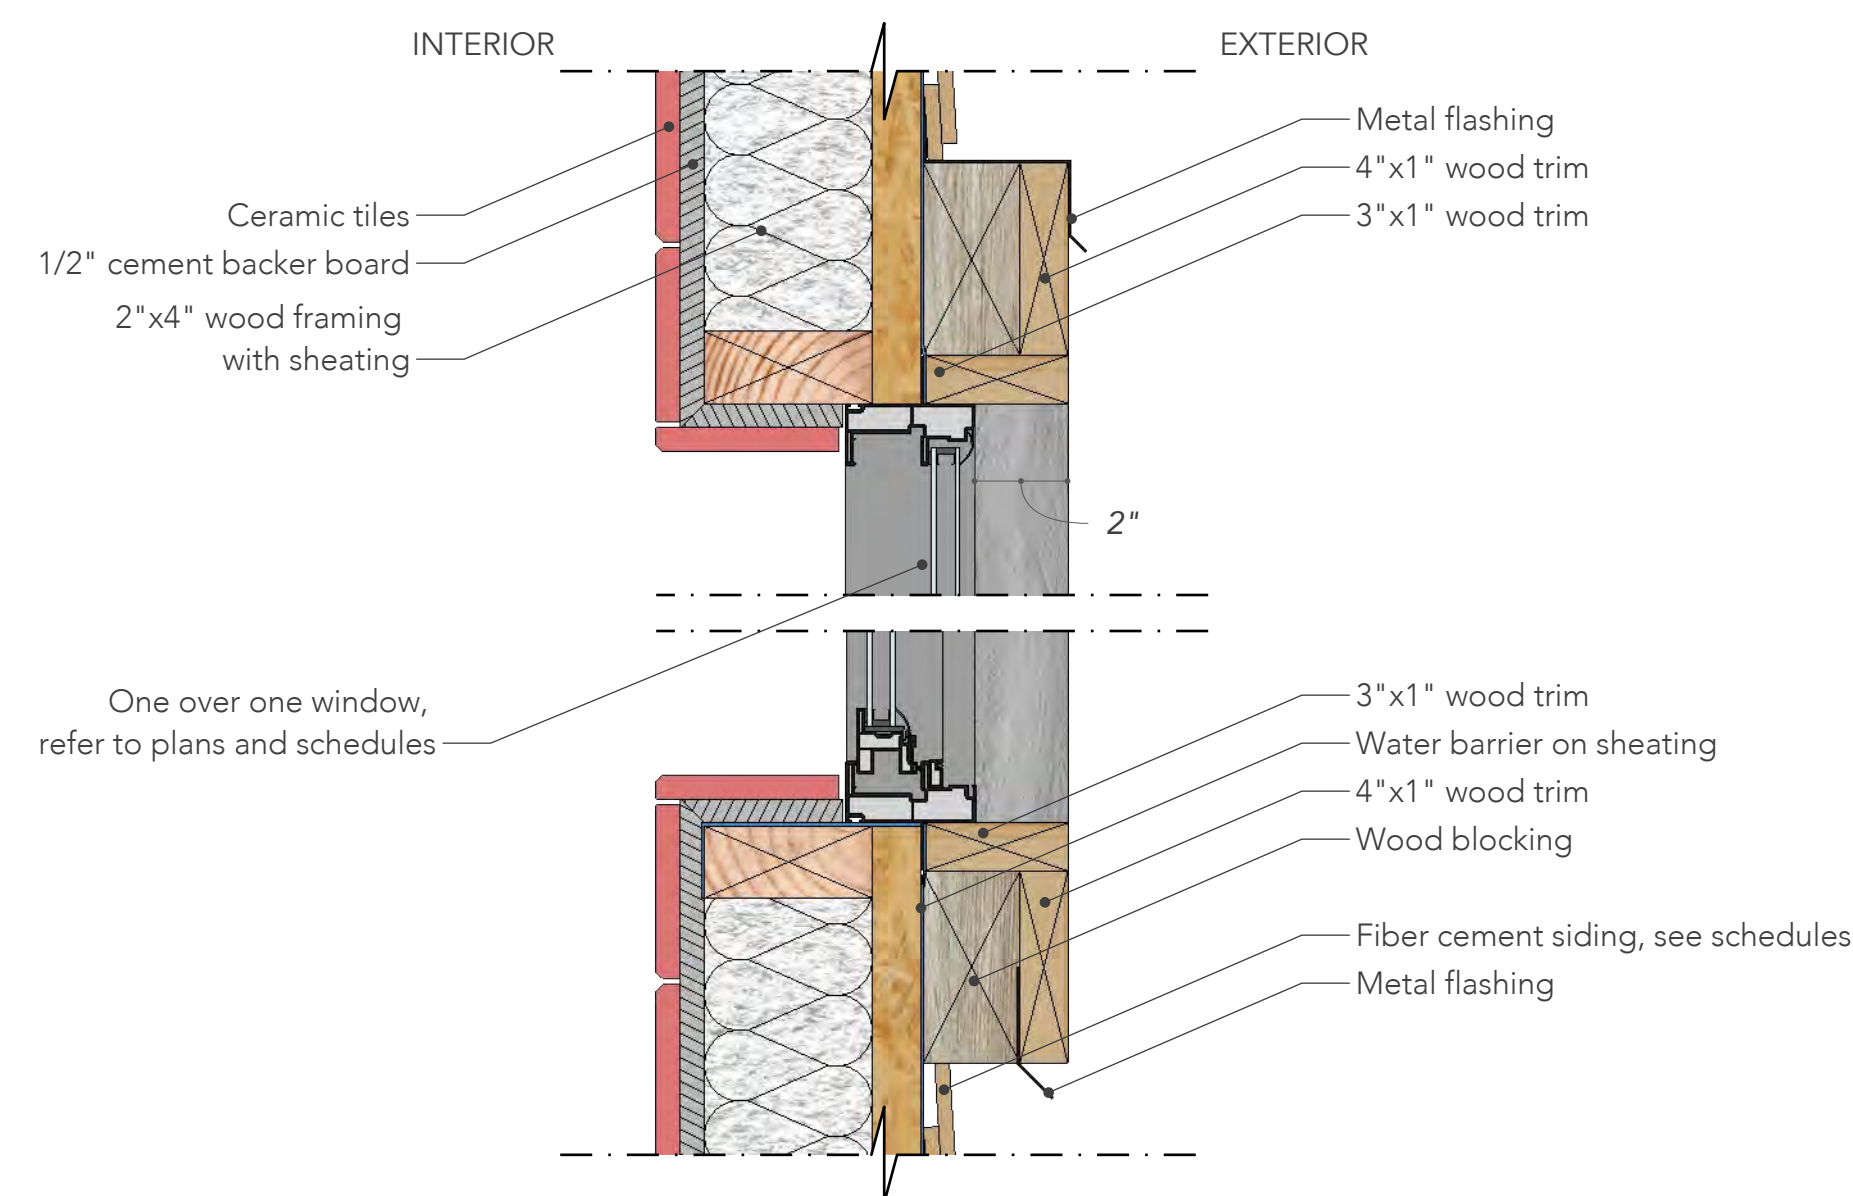 INTERIOR
EXTERIOR
Metal flashing
4"x1" wood trim
3"x1" wood trim
Ceramic tiles
1/2" cement backer board
2"x4" wood framing
with sheating
2"
One over one window,
refer to plans and schedules
3"x1" wood trim
Water barrier on sheating
4"x1" wood trim
Wood blocking
Fiber cement siding, see schedules
Metal flashing